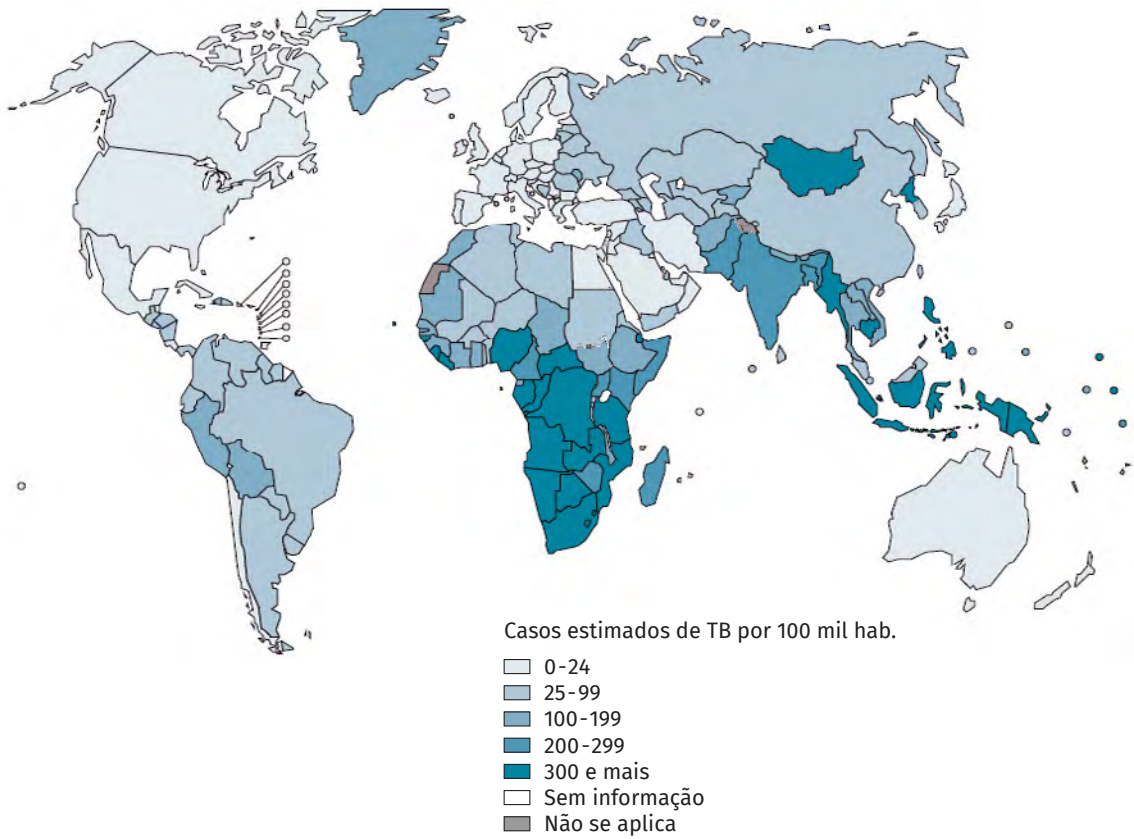 Casos estimados de TB por 100 mil hab.
0-24
25-99
100-199
200-299
300 e mais
Sem informação
Não se aplica